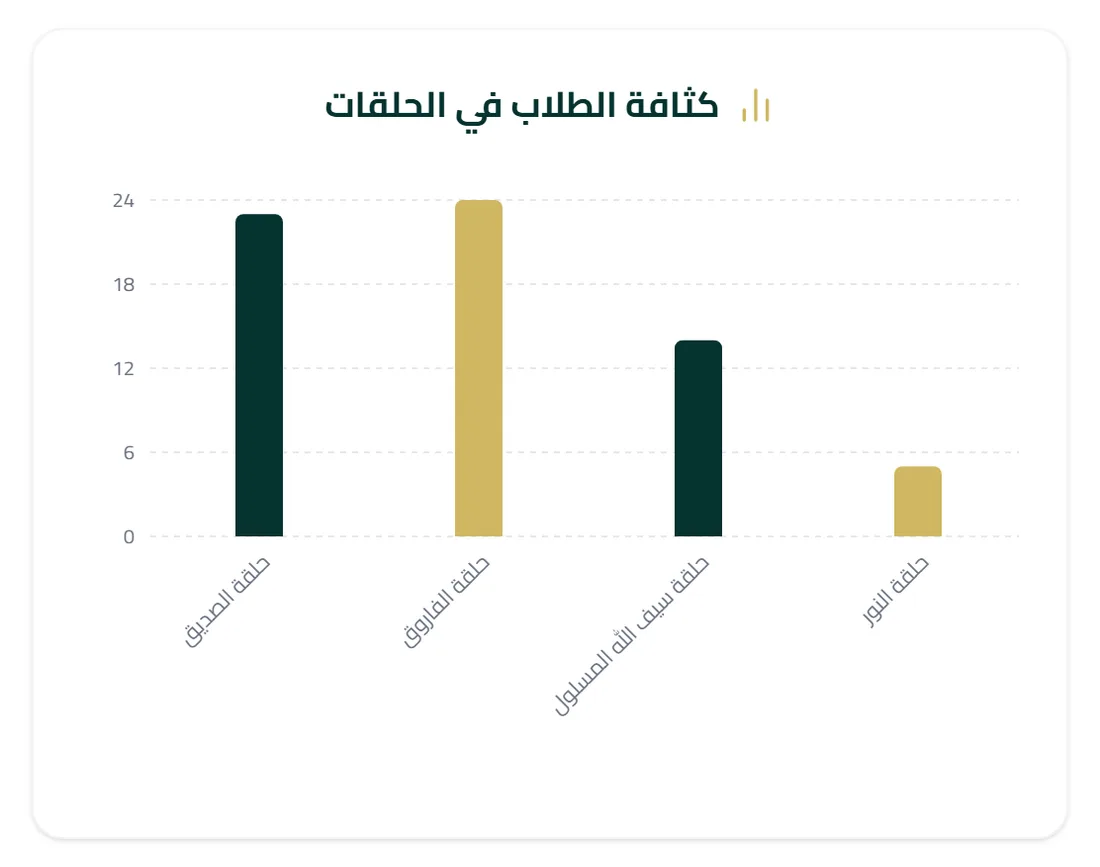 كثافة الطلاب في الحلقات
24
18
12
6
0
حلقة الصديق
حلقة الفاروق
حلقة سيف الله المسلول
حلقة النور